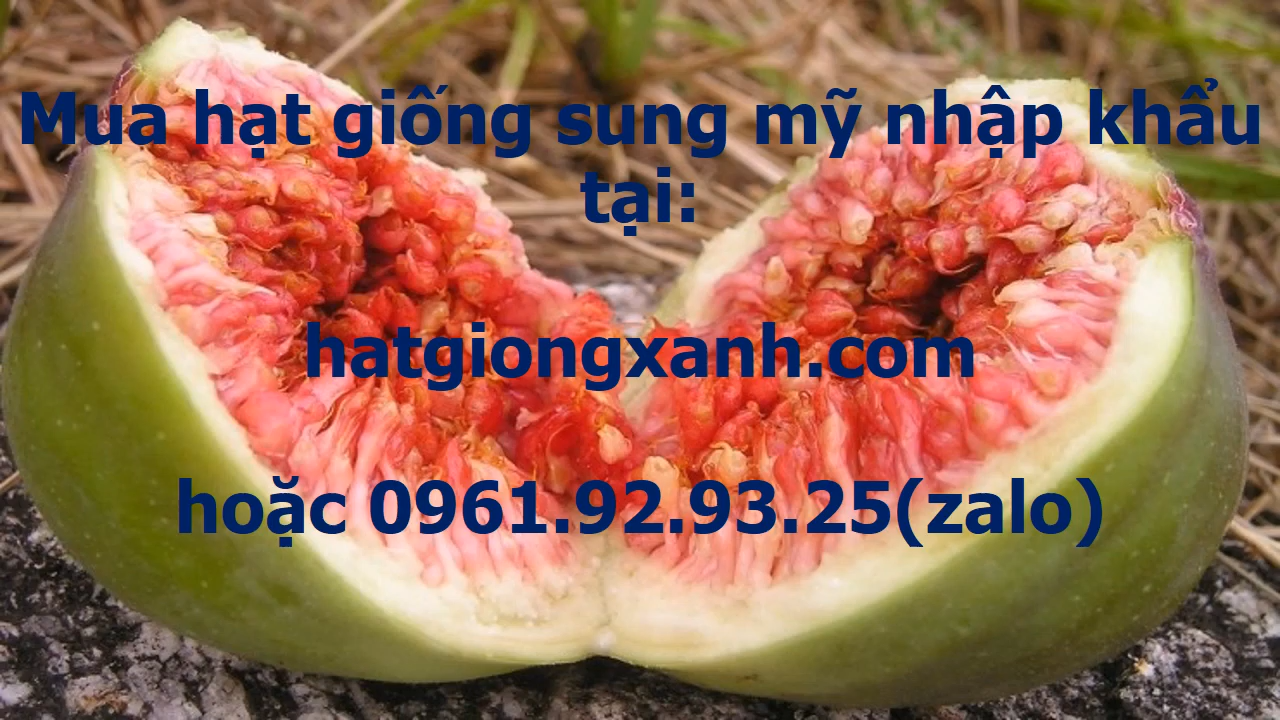 Mua hạt giống sung mỹ nhập khẩu
tại:
hatgiongxanh.com
hoặc 0961.92.93.25(zalo)